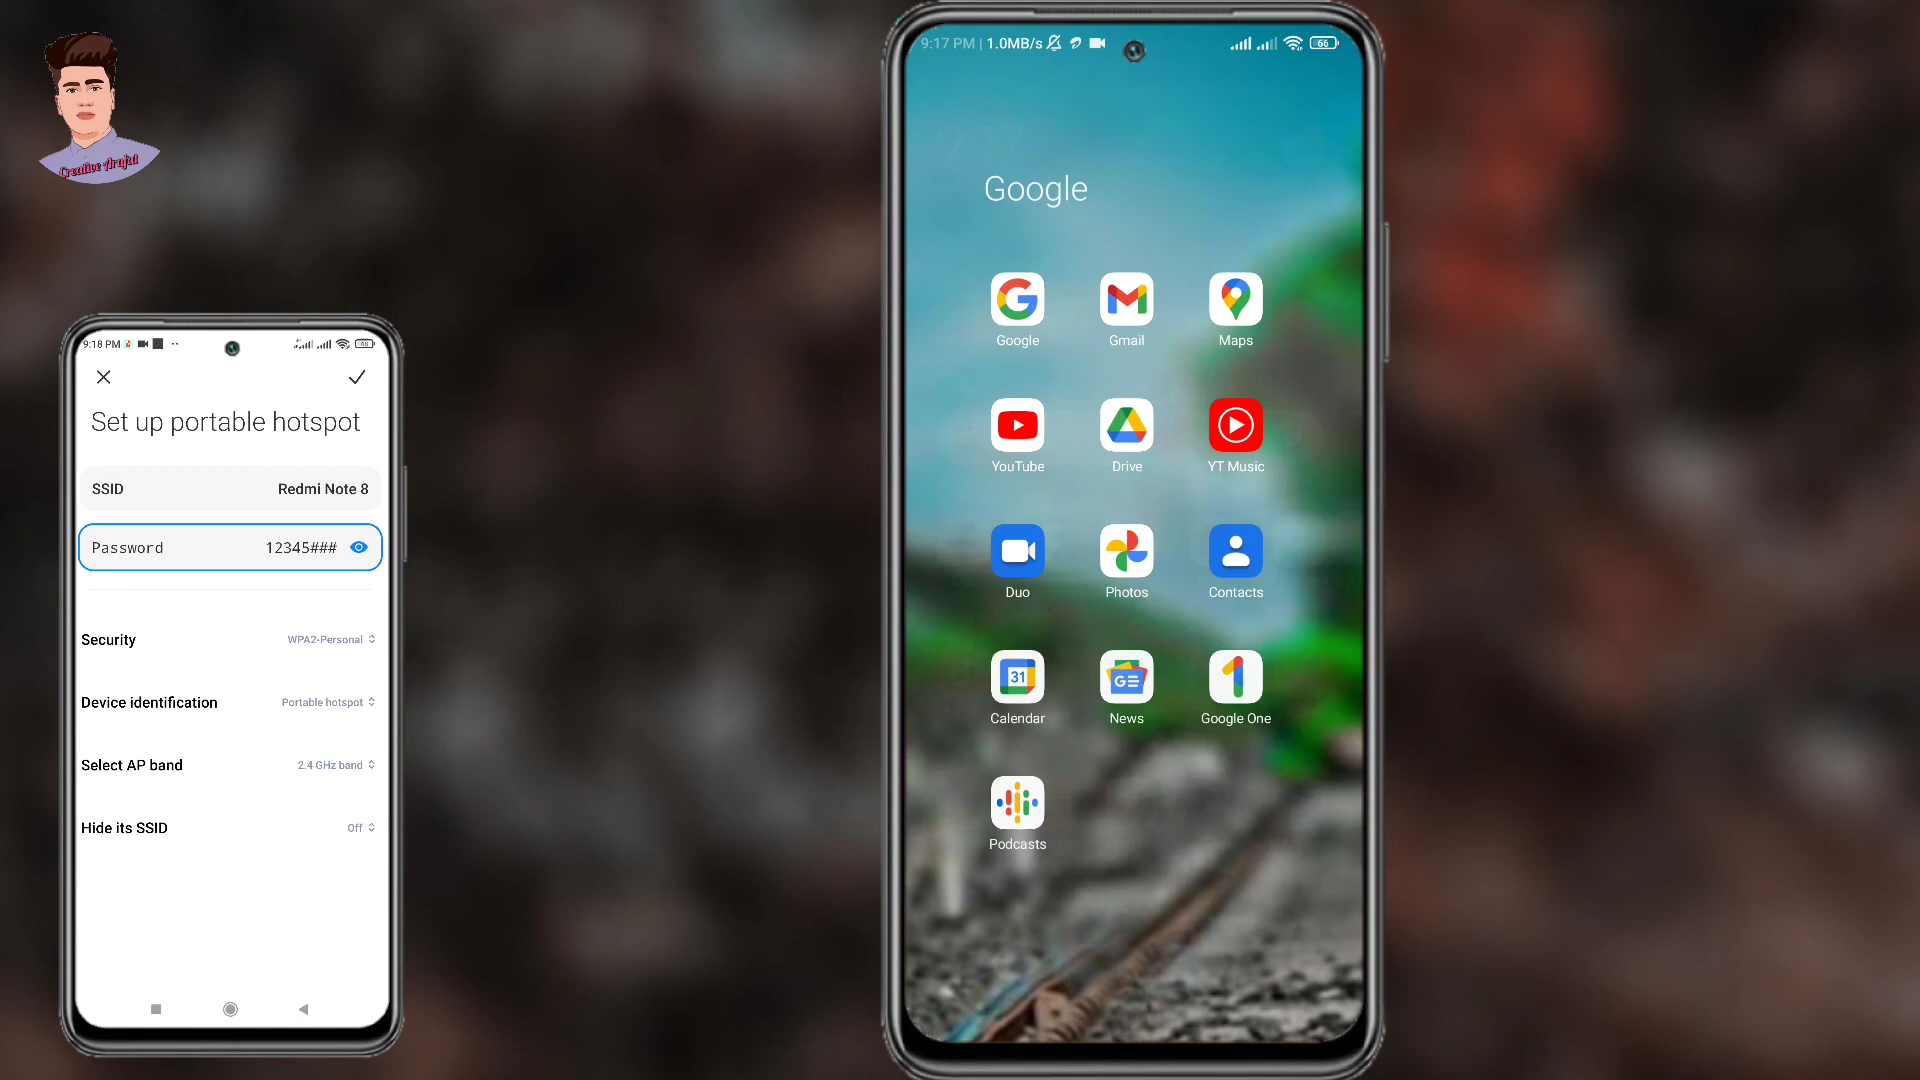 Creative Arafat
9:18 PM
Set up portable hotspot
SSID Redmi Note 8
Password 12345###
Security WPA2-Personal
Device identification Portable hotspot
Select AP band 2.4 GHz band
Hide its SSID Off
9:17 PM | 1.0MB/s 66
Google
Google Gmail Maps
YouTube Drive YT Music
Duo Photos Contacts
31
Calendar News Google One
Podcasts